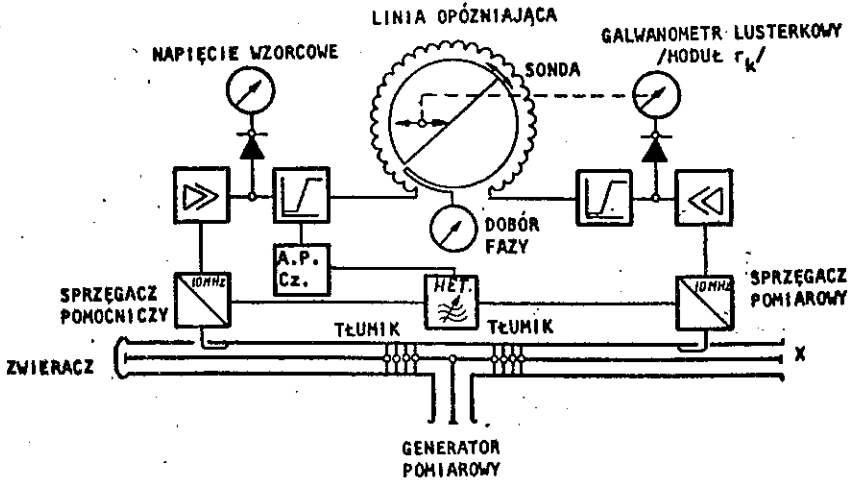 LINIA OPÓZNIAJĄCA
NAPIĘCIE WZORCOWE
GALWANOMETR LUSTERKOWY
/MODUŁ rk/
SONDA
DOBÓR
FAZY
A.P.
Cz.
SPRZĘGACZ
POMOCNICZY
10MHz
HET.
10MHz
SPRZĘGACZ
POMIAROWY
TŁUMIK
TŁUMIK
ZWIERACZ
X
GENERATOR
POMIAROWY